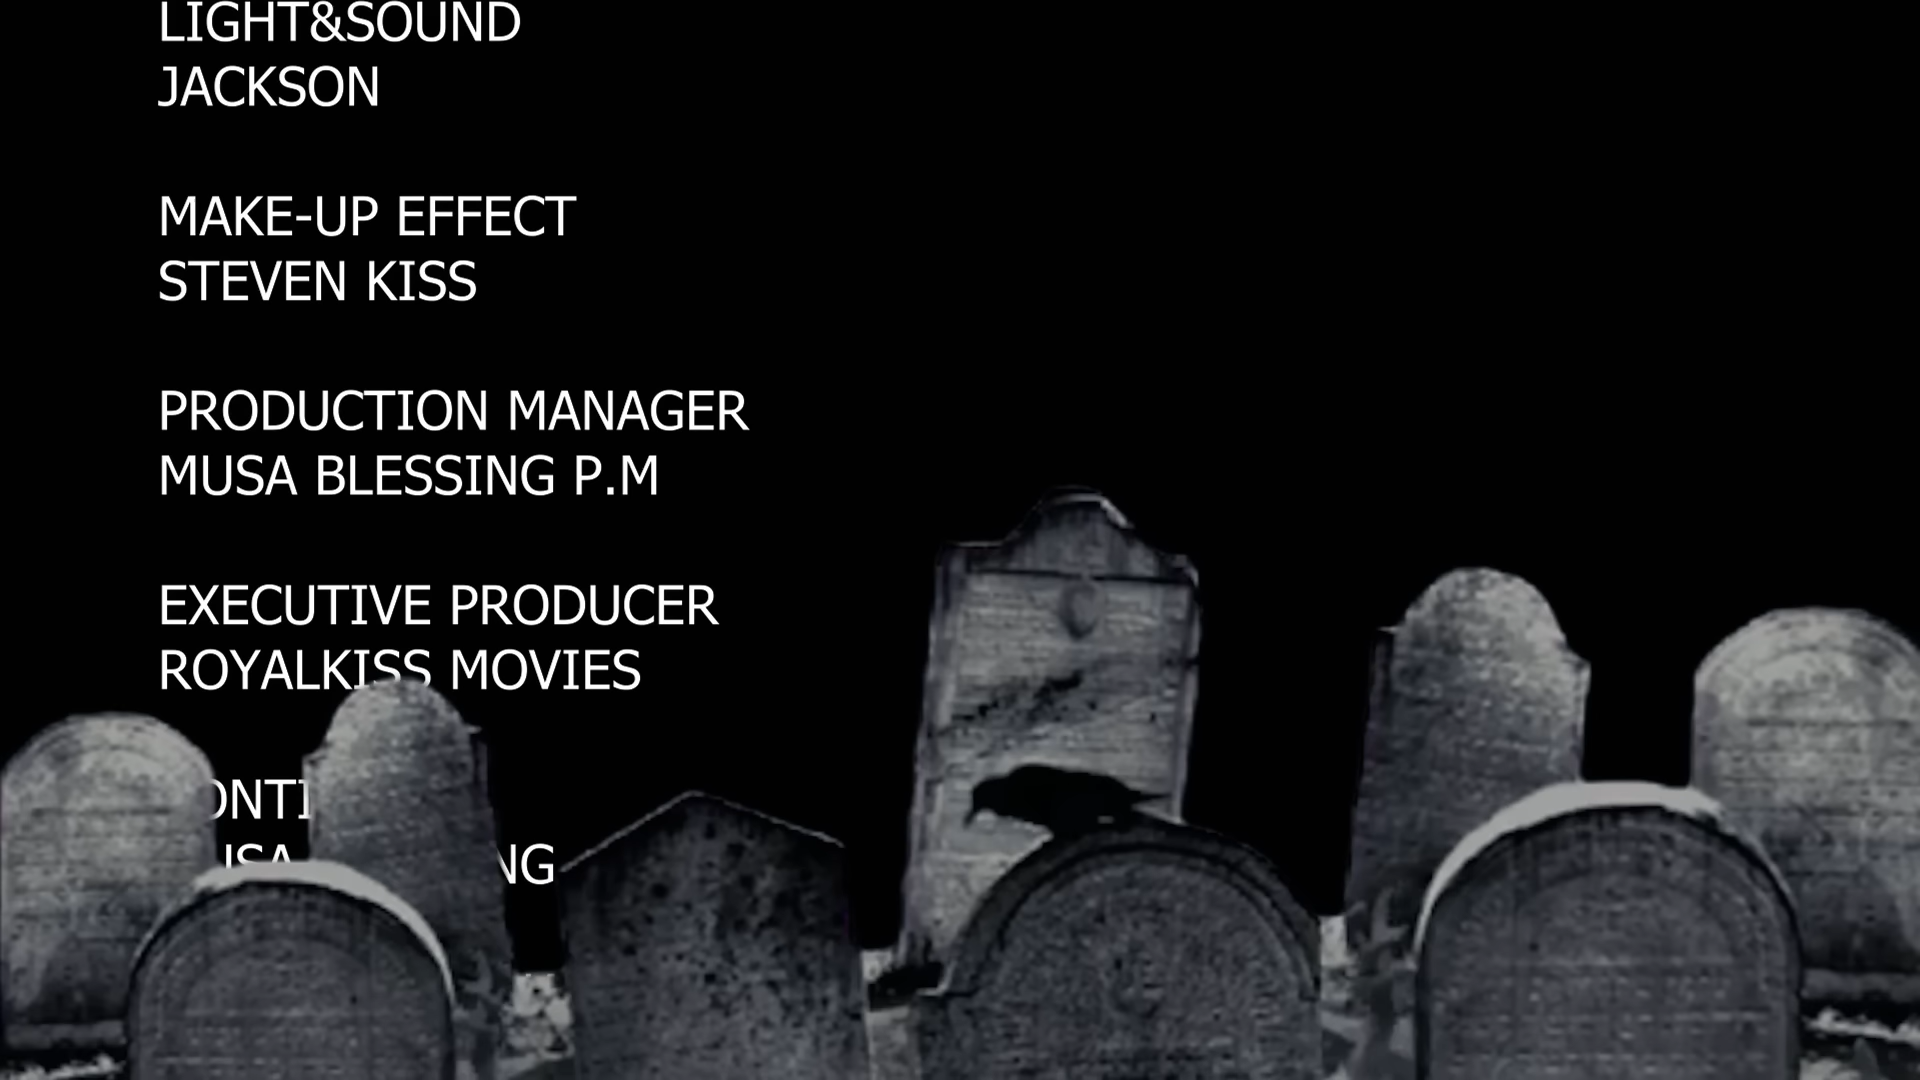 LIGHT&SOUND
JACKSON
MAKE-UP EFFECT
STEVEN KISS
PRODUCTION MANAGER
MUSA BLESSING P.M
EXECUTIVE PRODUCER
ROYALKISS MOVIES